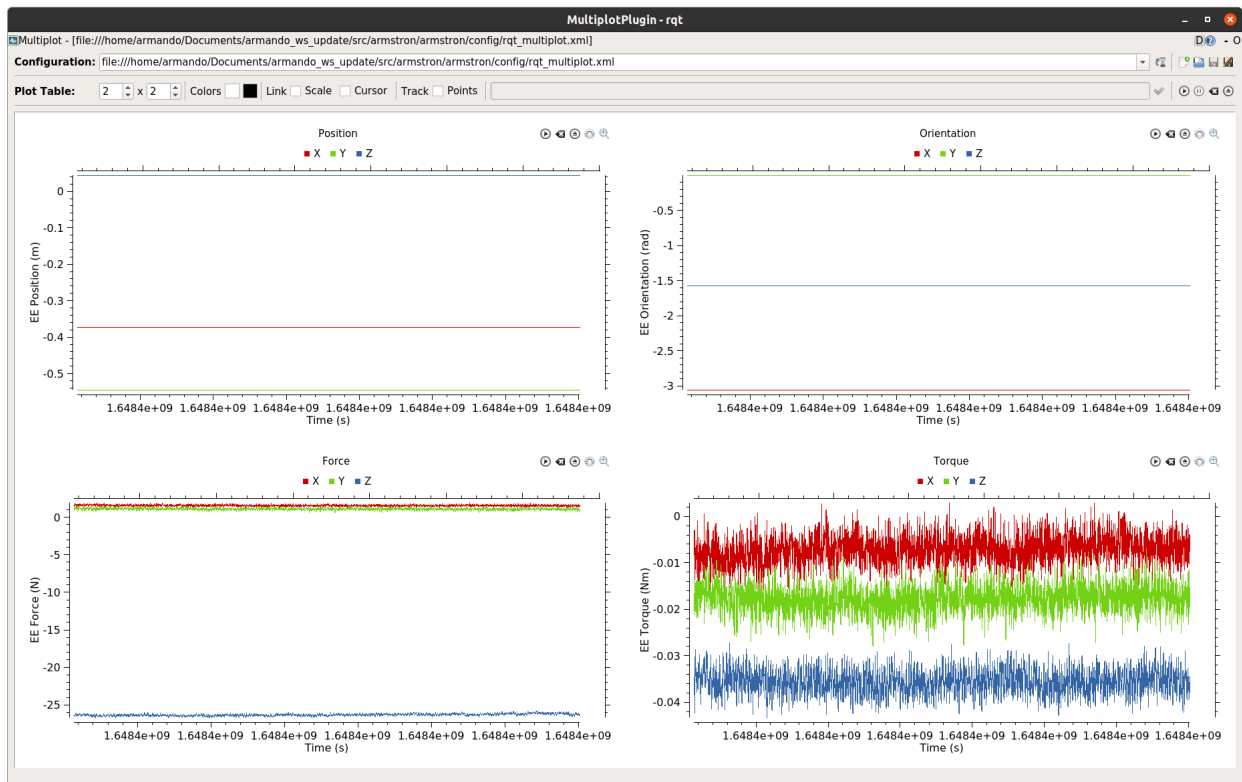 MultiplotPlugin - rqt
Multiplot - [file:///home/armando/Documents/armando_ws_update/src/armstron/armstron/config/rqt_multiplot.xml] D - O
Configuration: file:///home/armando/Documents/armando_ws_update/src/armstron/armstron/config/rqt_multiplot.xml
Plot Table: 2 x 2 Colors Link Scale Cursor Track Points
Position
X Y Z
0
-0.1
-0.2
-0.3
-0.4
-0.5
EE Position (m)
1.6484e+09 1.6484e+09 1.6484e+09 1.6484e+09 1.6484e+09 1.6484e+09 1.6484e+09
Time (s)
Orientation
X Y Z
-0.5
-1
-1.5
-2
-2.5
-3
EE Orientation (rad)
1.6484e+09 1.6484e+09 1.6484e+09 1.6484e+09 1.6484e+09 1.6484e+09 1.6484e+09
Time (s)
Force
X Y Z
0
-5
-10
-15
-20
-25
EE Force (N)
1.6484e+09 1.6484e+09 1.6484e+09 1.6484e+09 1.6484e+09 1.6484e+09 1.6484e+09
Time (s)
Torque
X Y Z
0
-0.01
-0.02
-0.03
-0.04
EE Torque (Nm)
1.6484e+09 1.6484e+09 1.6484e+09 1.6484e+09 1.6484e+09 1.6484e+09 1.6484e+09
Time (s)